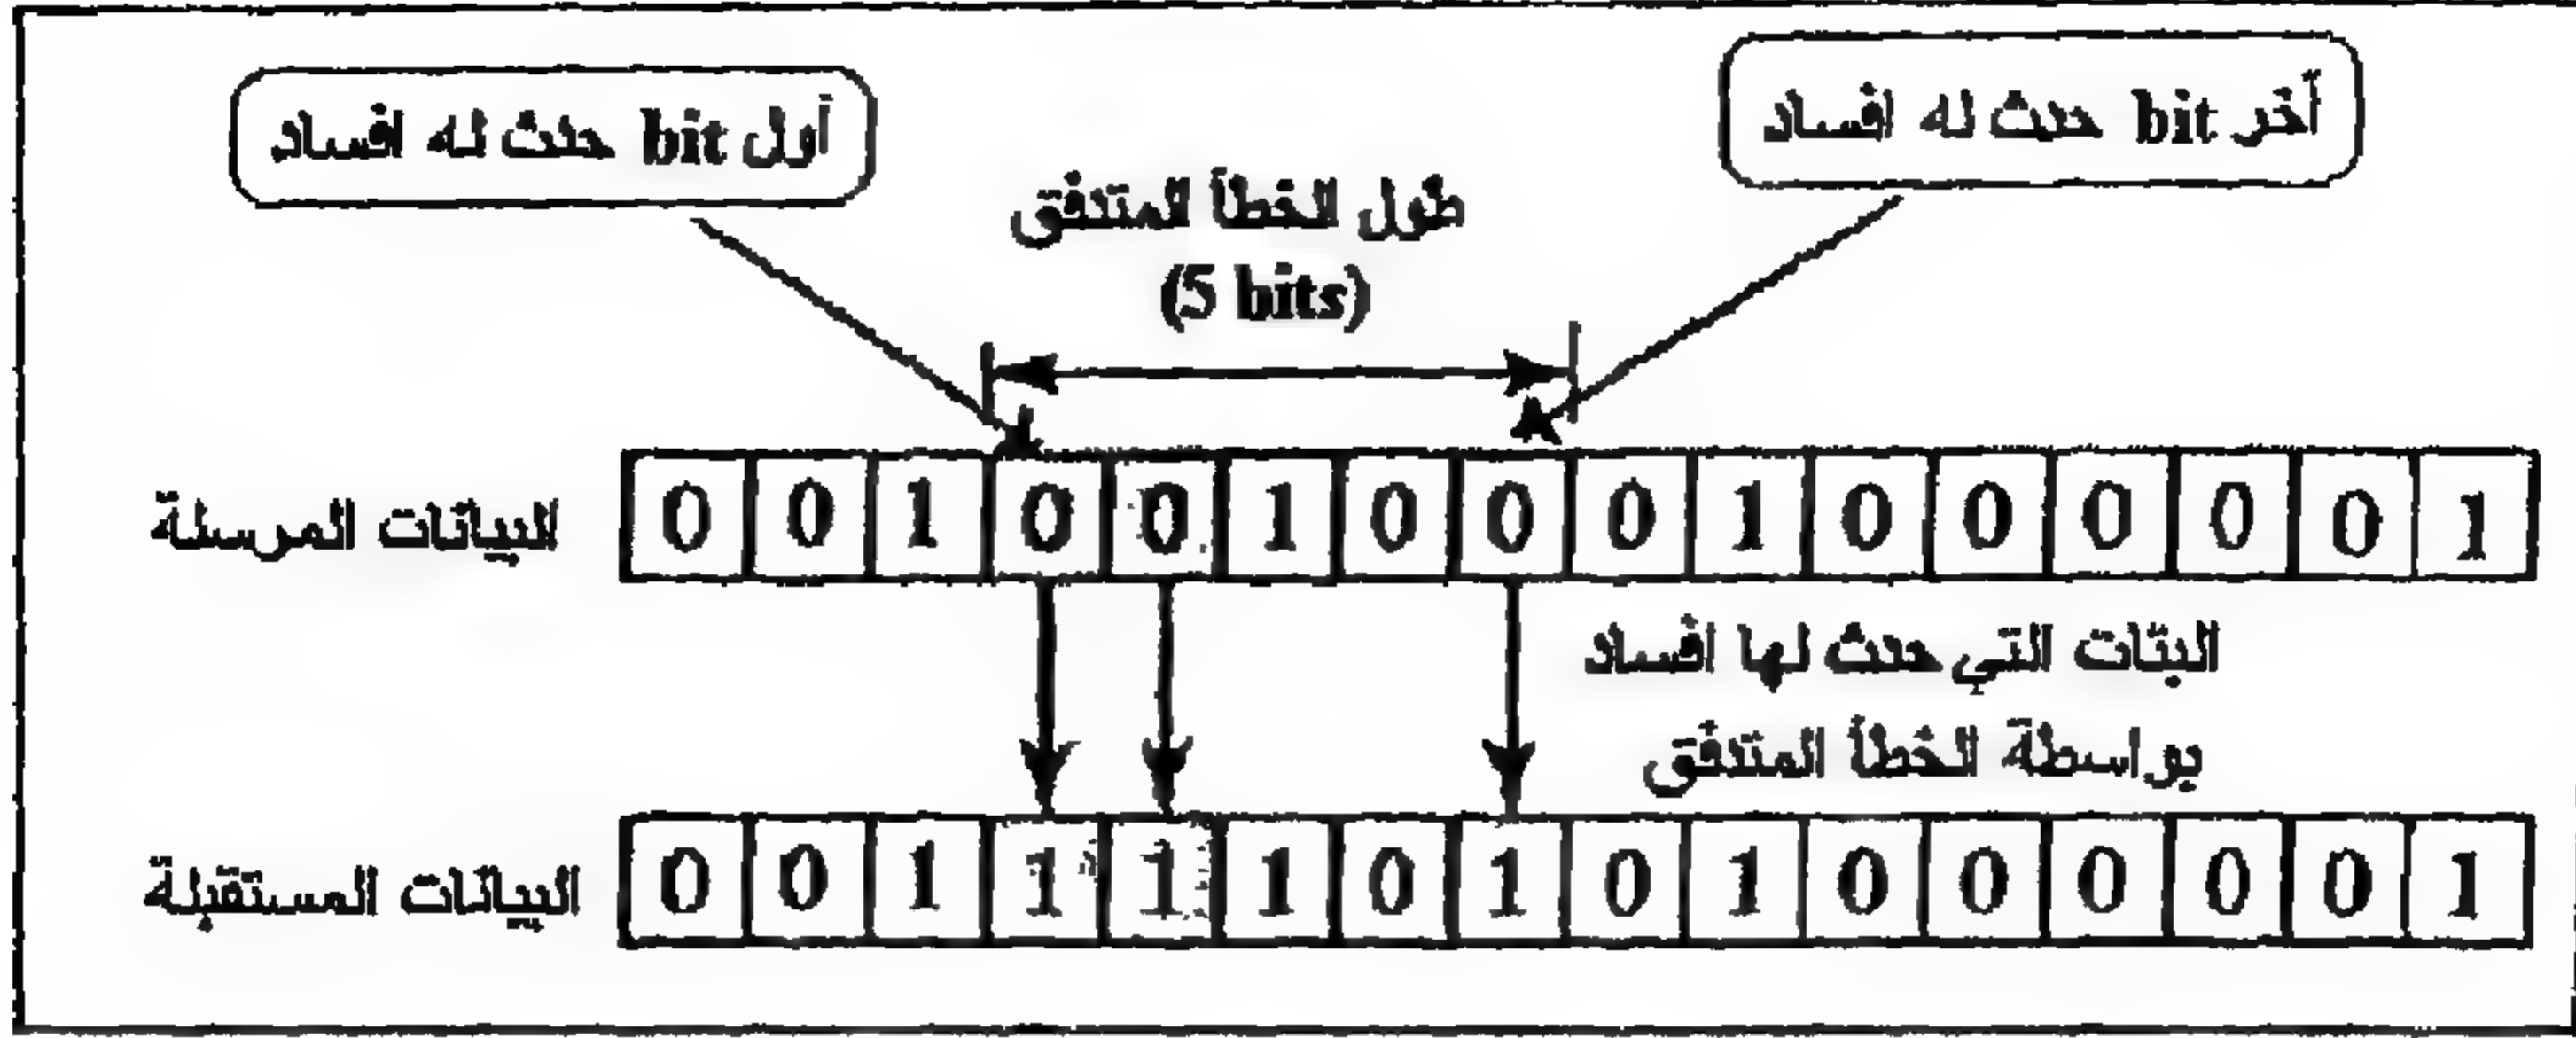 أول bit حدث له افساد
آخر bit حدث له افساد
طول الخطأ المتدفق
(5 bits)
البيانات المرسلة
0 0 1 0 0 1 0 0 0 1 0 0 0 0 0 1
البتات التي حدث لها افساد
بواسطة الخطأ المتدفق
البيانات المستقبلة
0 0 1 1 1 1 0 1 0 1 0 0 0 0 0 1